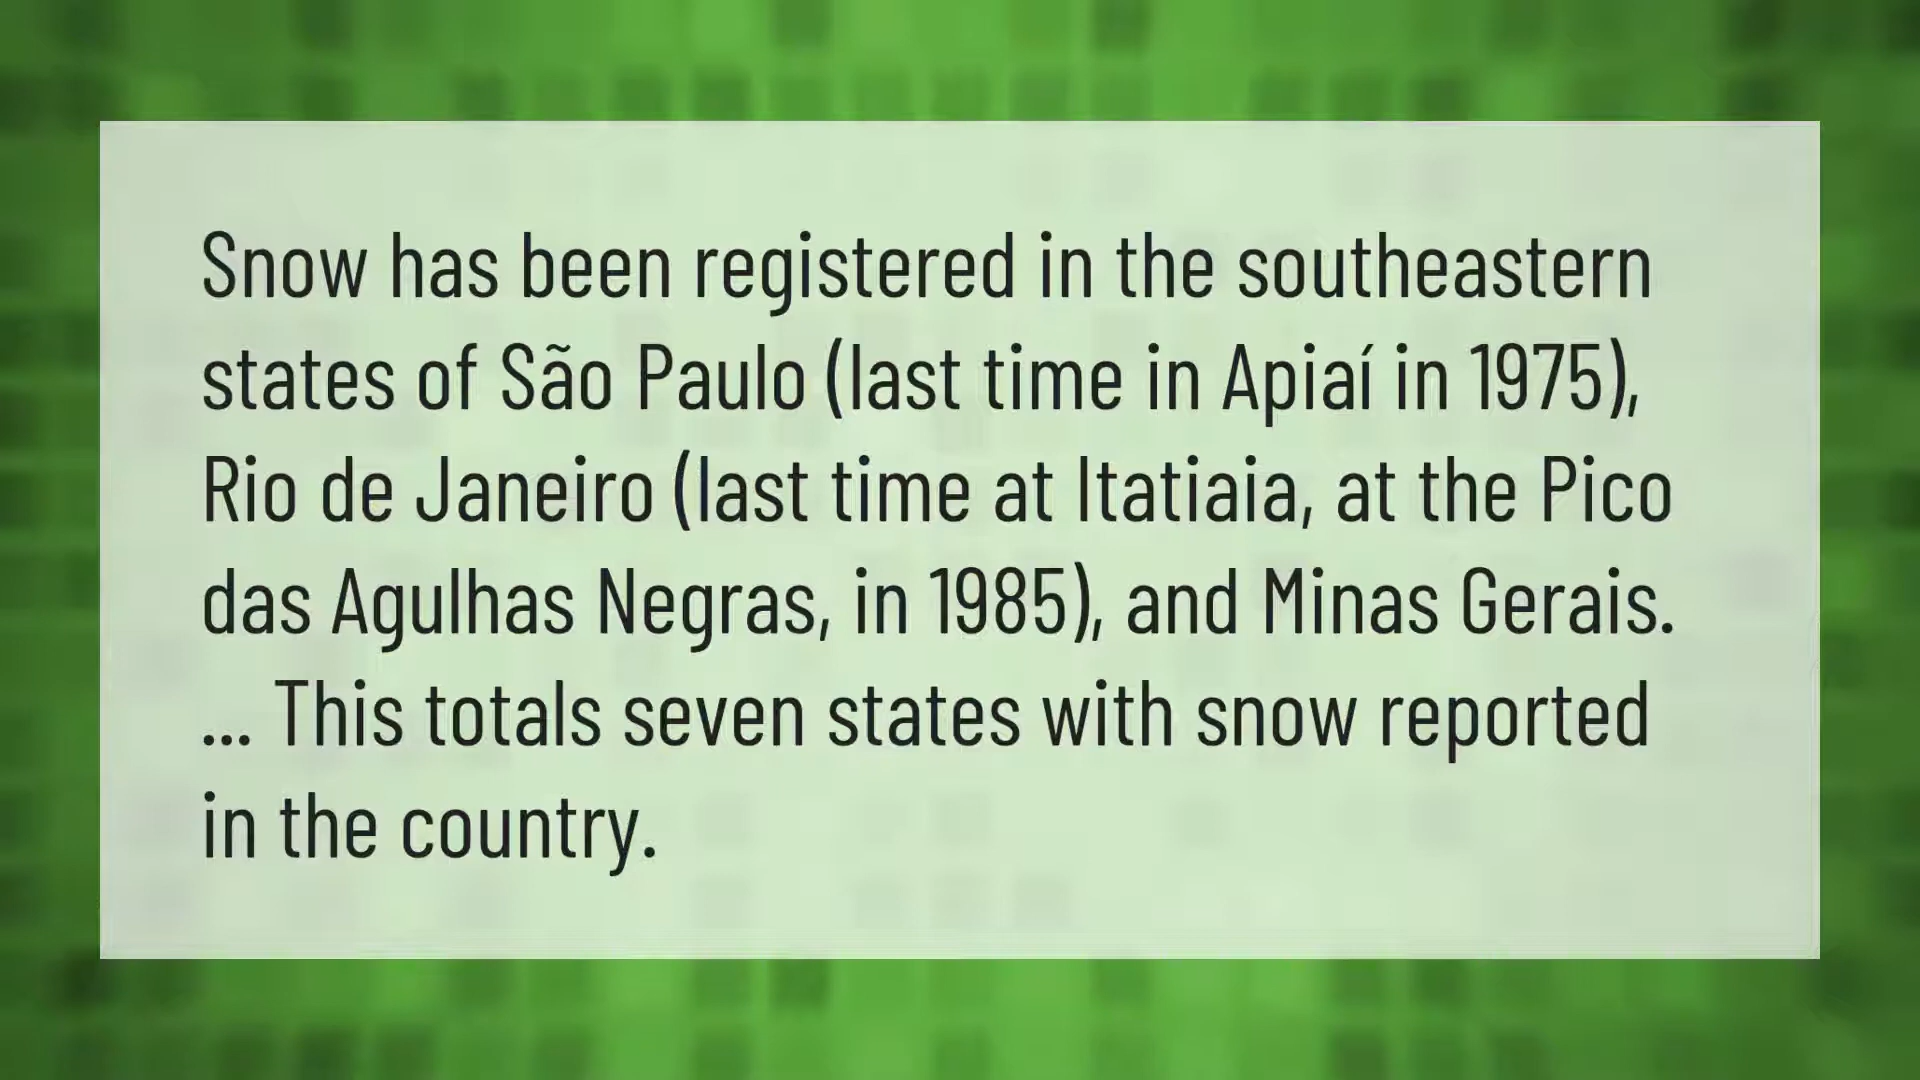 Snow has been registered in the southeastern
states of São Paulo (last time in Apiaí in 1975),
Rio de Janeiro (last time at Itatiaia, at the Pico
das Agulhas Negras, in 1985), and Minas Gerais.
... This totals seven states with snow reported
in the country.